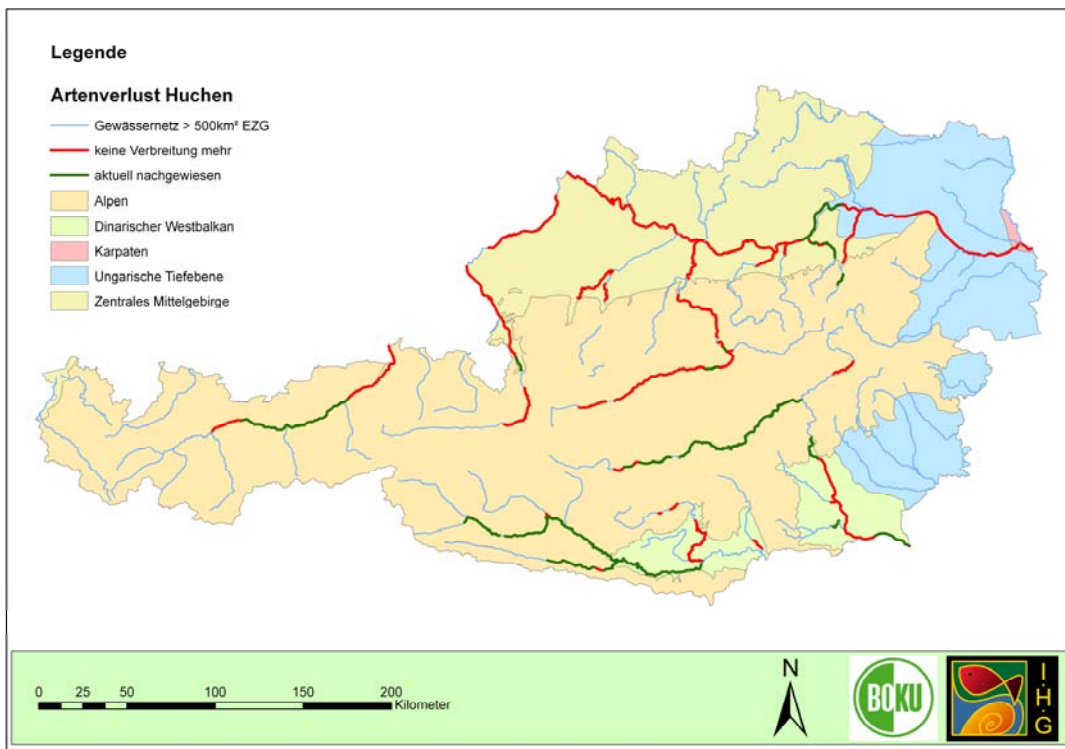 Legende
Artenverlust Huchen
Gewässernetz > 500km² EZG
keine Verbreitung mehr
aktuell nachgewiesen
Alpen
Dinarischer Westbalkan
Karpaten
Ungarische Tiefebene
Zentrales Mittelgebirge
0 25 50 100 150 200
Kilometer
N
BOKU
I·H·G